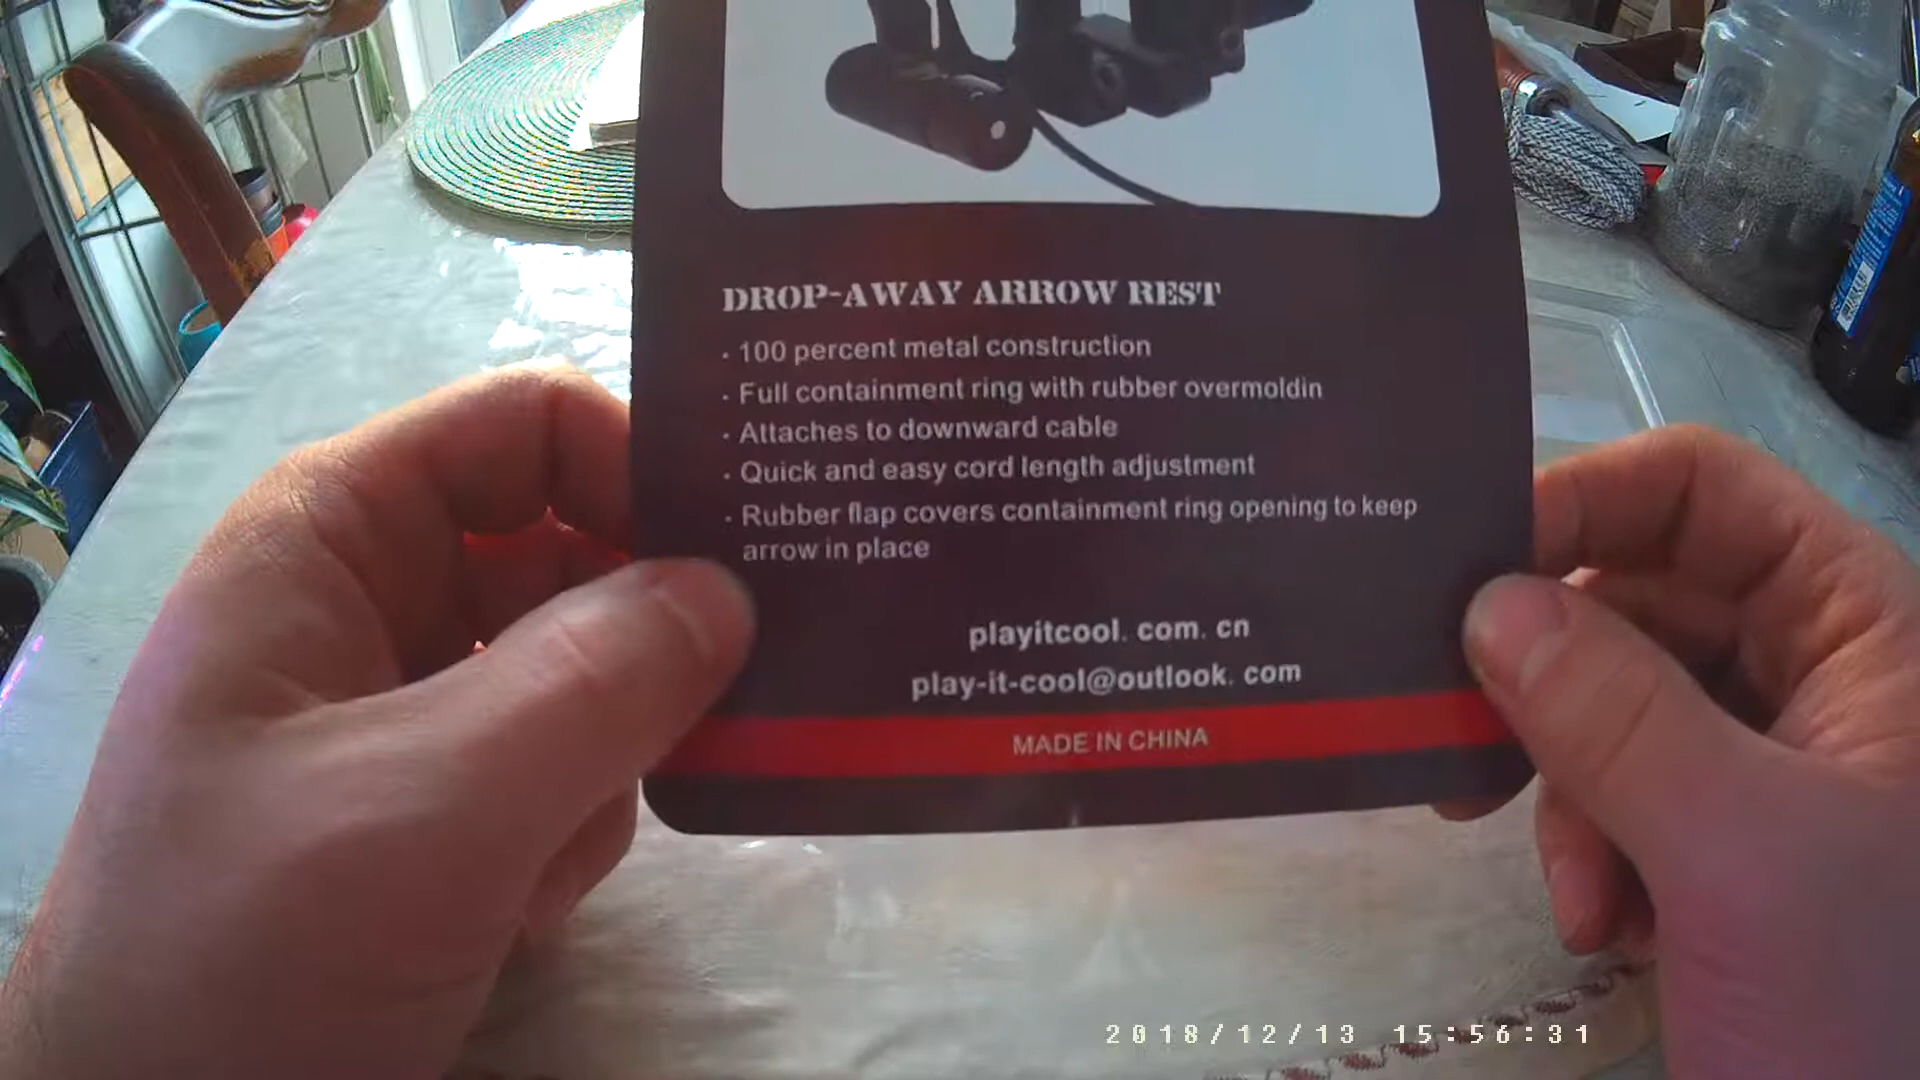 DROP-AWAY ARROW REST
· 100 percent metal construction
· Full containment ring with rubber overmoldin
· Attaches to downward cable
· Quick and easy cord length adjustment
· Rubber flap covers containment ring opening to keep
arrow in place
playitcool. com. cn
play-it-cool@outlook. com
MADE IN CHINA
2018/12/13 15:56:31